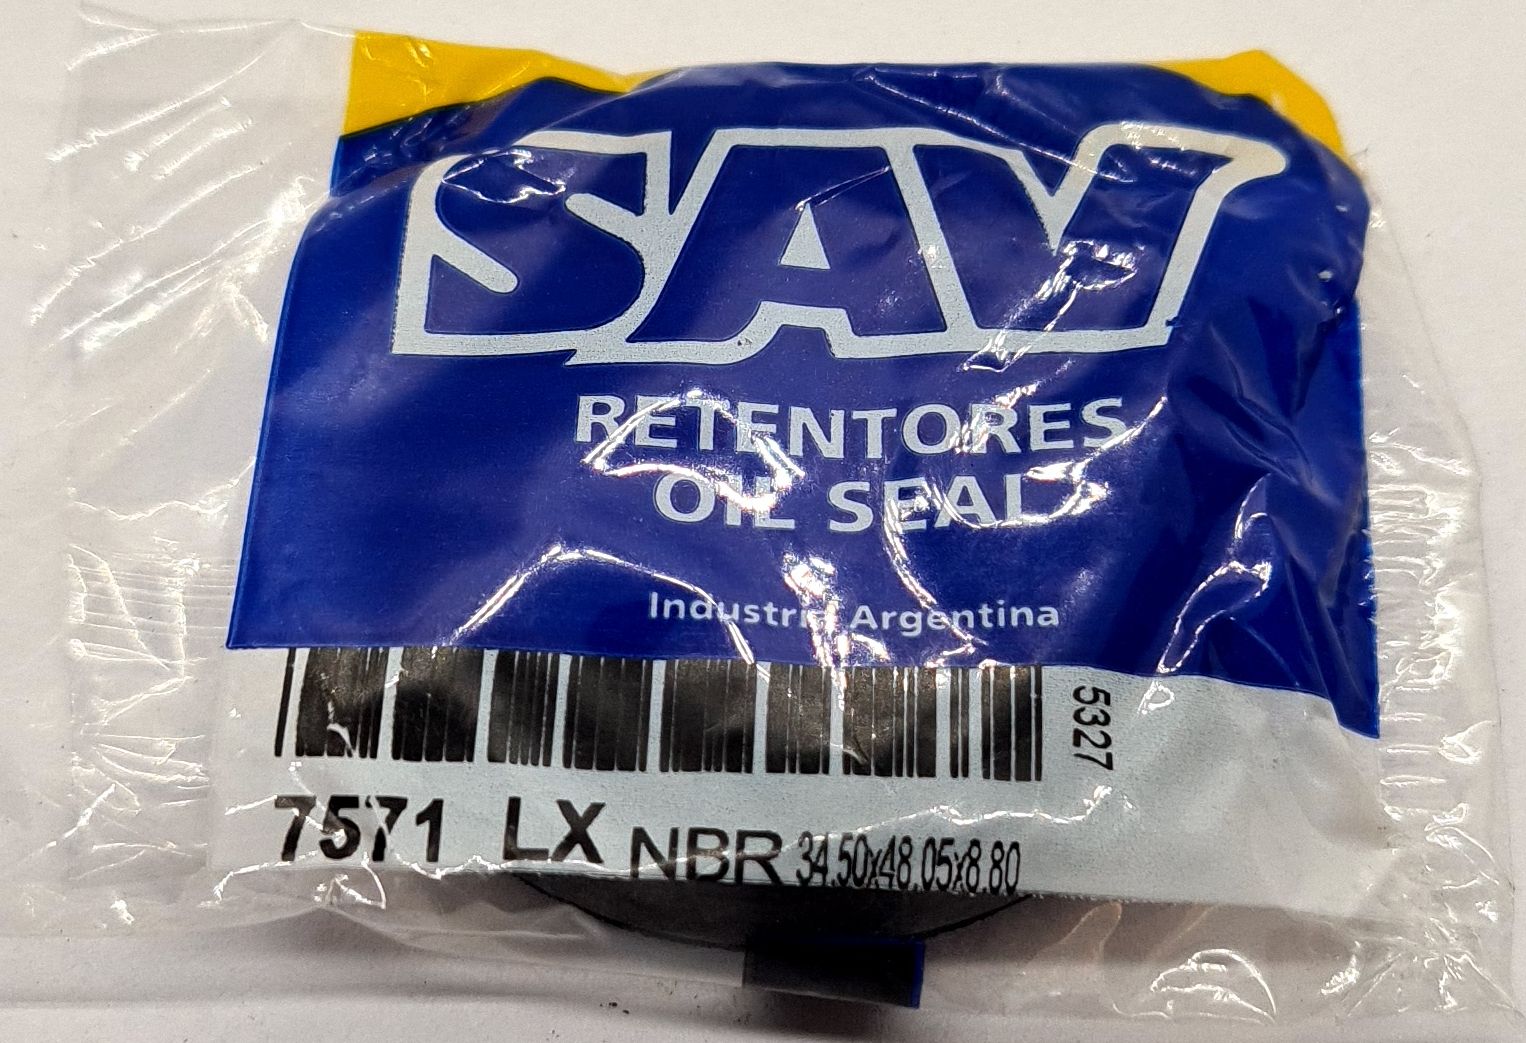 SAV
RETENTORES
OIL SEAL
Industria Argentina
5327
7571 LX NBR 34.50x48.05x8.80